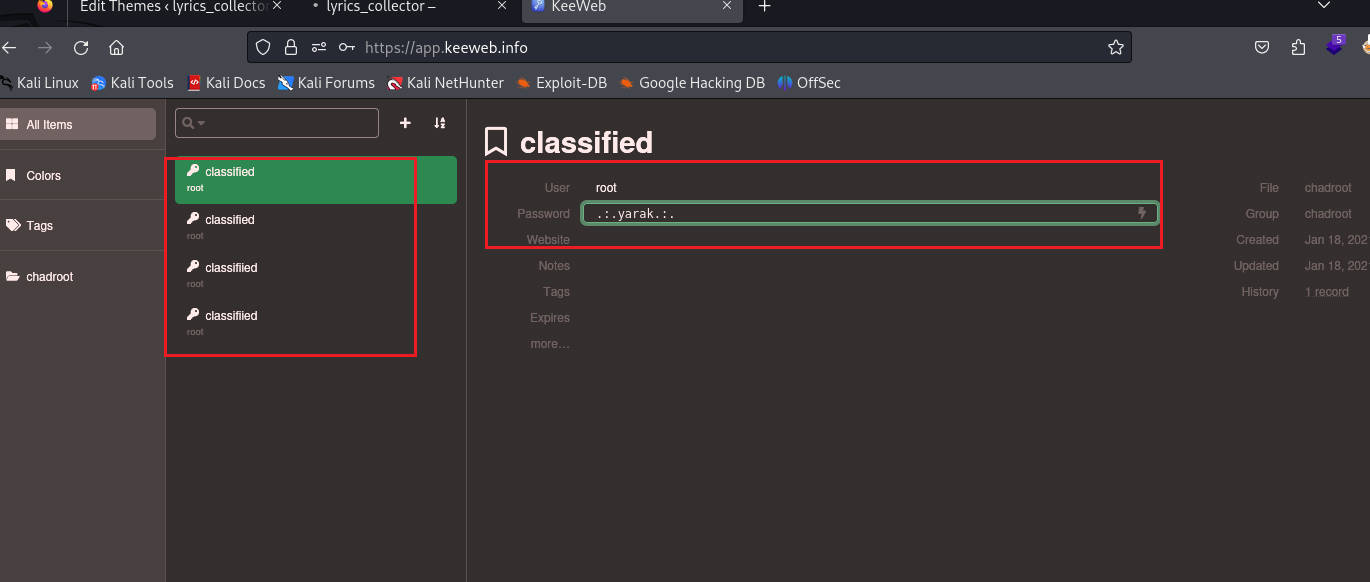 Edit Themes ‹ lyrics_collector
lyrics_collector –
KeeWeb
https://app.keeweb.info
5
Kali Linux
Kali Tools
Kali Docs
Kali Forums
Kali NetHunter
Exploit-DB
Google Hacking DB
OffSec
All Items
Colors
Tags
chadroot
classified
root
classified
root
classifiied
root
classifiied
root
classified
User root
Password .:.yarak.:.
Website
Notes
Tags
Expires
more…
File chadroot
Group chadroot
Created Jan 18, 202
Updated Jan 18, 202
History 1 record